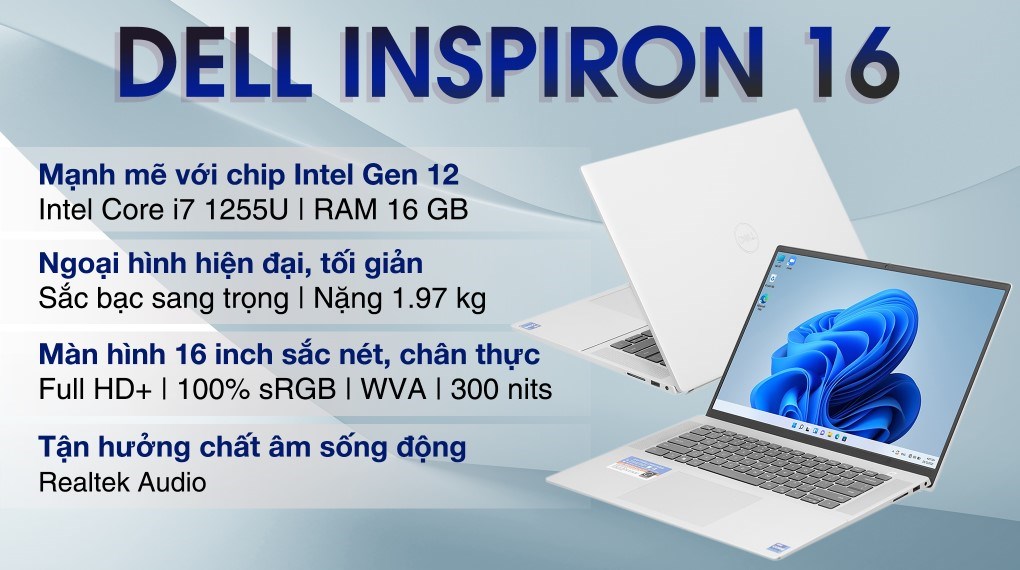 DELL INSPIRON 16
Mạnh mẽ với chip Intel Gen 12
Intel Core i7 1255U | RAM 16 GB
Ngoại hình hiện đại, tối giản
Sắc bạc sang trọng | Nặng 1.97 kg
Màn hình 16 inch sắc nét, chân thực
Full HD+ | 100% sRGB | WVA | 300 nits
Tận hưởng chất âm sống động
Realtek Audio